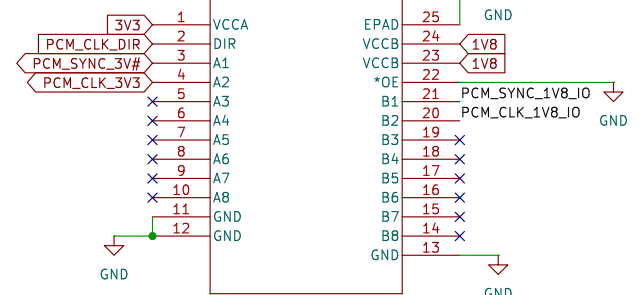 3V3 1 VCCA
PCM_CLK_DIR 2 DIR
PCM_SYNC_3V# 3 A1
PCM_CLK_3V3 4 A2
5 A3
6 A4
7 A5
8 A6
9 A7
10 A8
11 GND
12 GND
GND
EPAD 25 GND
VCCB 24 1V8
VCCB 23 1V8
*OE 22
GND
B1 21 PCM_SYNC_1V8_IO
B2 20 PCM_CLK_1V8_IO
B3 19
B4 18
B5 17
B6 16
B7 15
B8 14
GND 13
GND